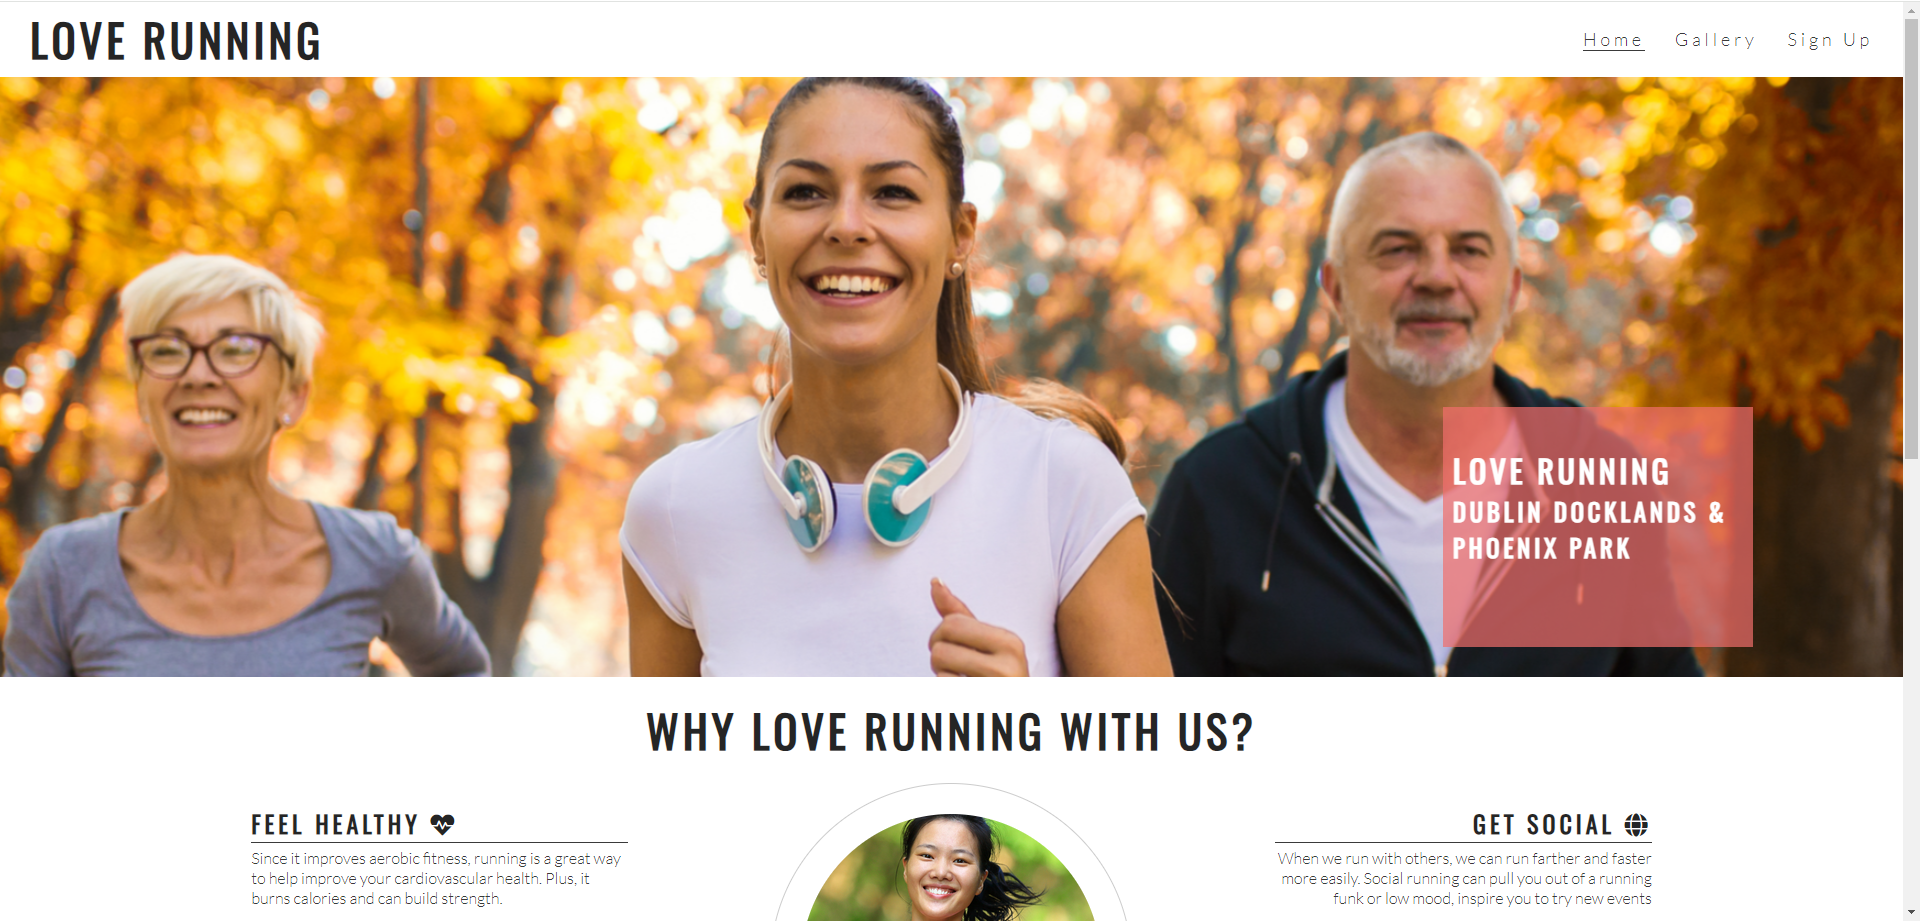 LOVE RUNNING
Home Gallery Sign Up
LOVE RUNNING
DUBLIN DOCKLANDS &
PHOENIX PARK
WHY LOVE RUNNING WITH US?
FEEL HEALTHY
Since it improves aerobic fitness, running is a great way
to help improve your cardiovascular health. Plus, it
burns calories and can build strength.
GET SOCIAL
When we run with others, we can run farther and faster
more easily. Social running can pull you out of a running
funk or low mood, inspire you to try new events